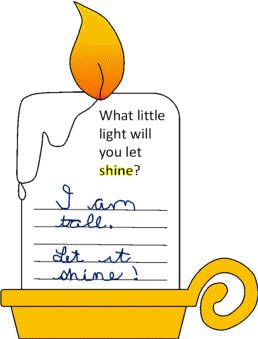 What little
light will
you let
shine?
I am
tall.
Let it
shine!